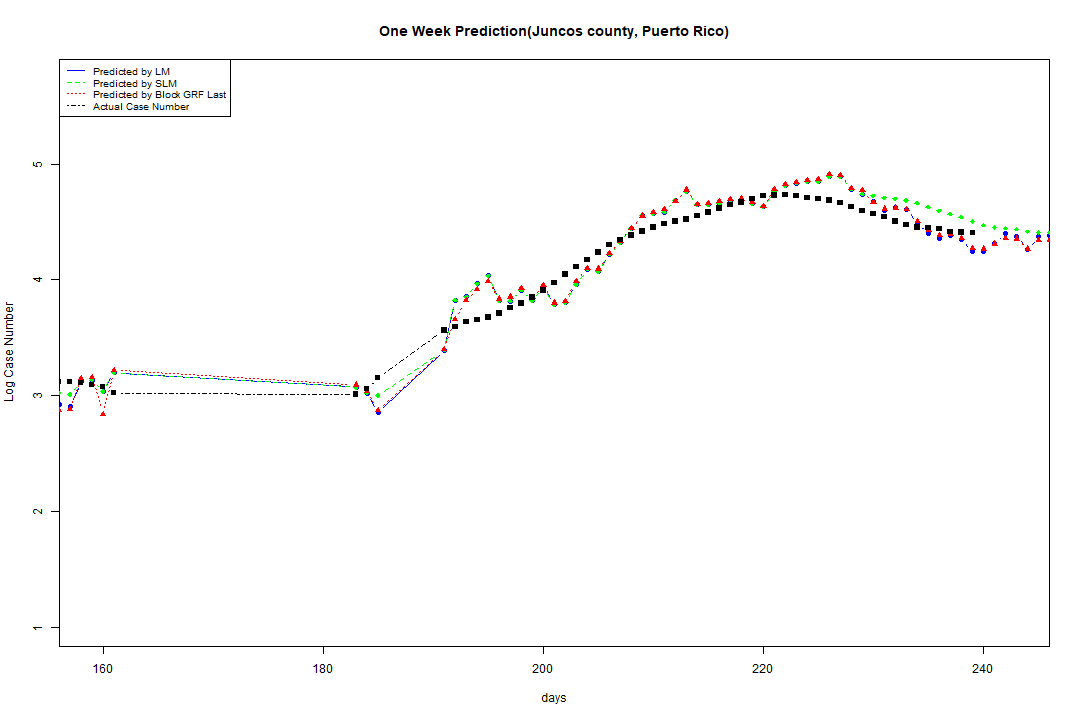 One Week Prediction(Juncos county, Puerto Rico)
Predicted by LM
Predicted by SLM
Predicted by Block GRF Last
Actual Case Number
5
4
3
2
1
Log Case Number
160 180 200 220 240
days